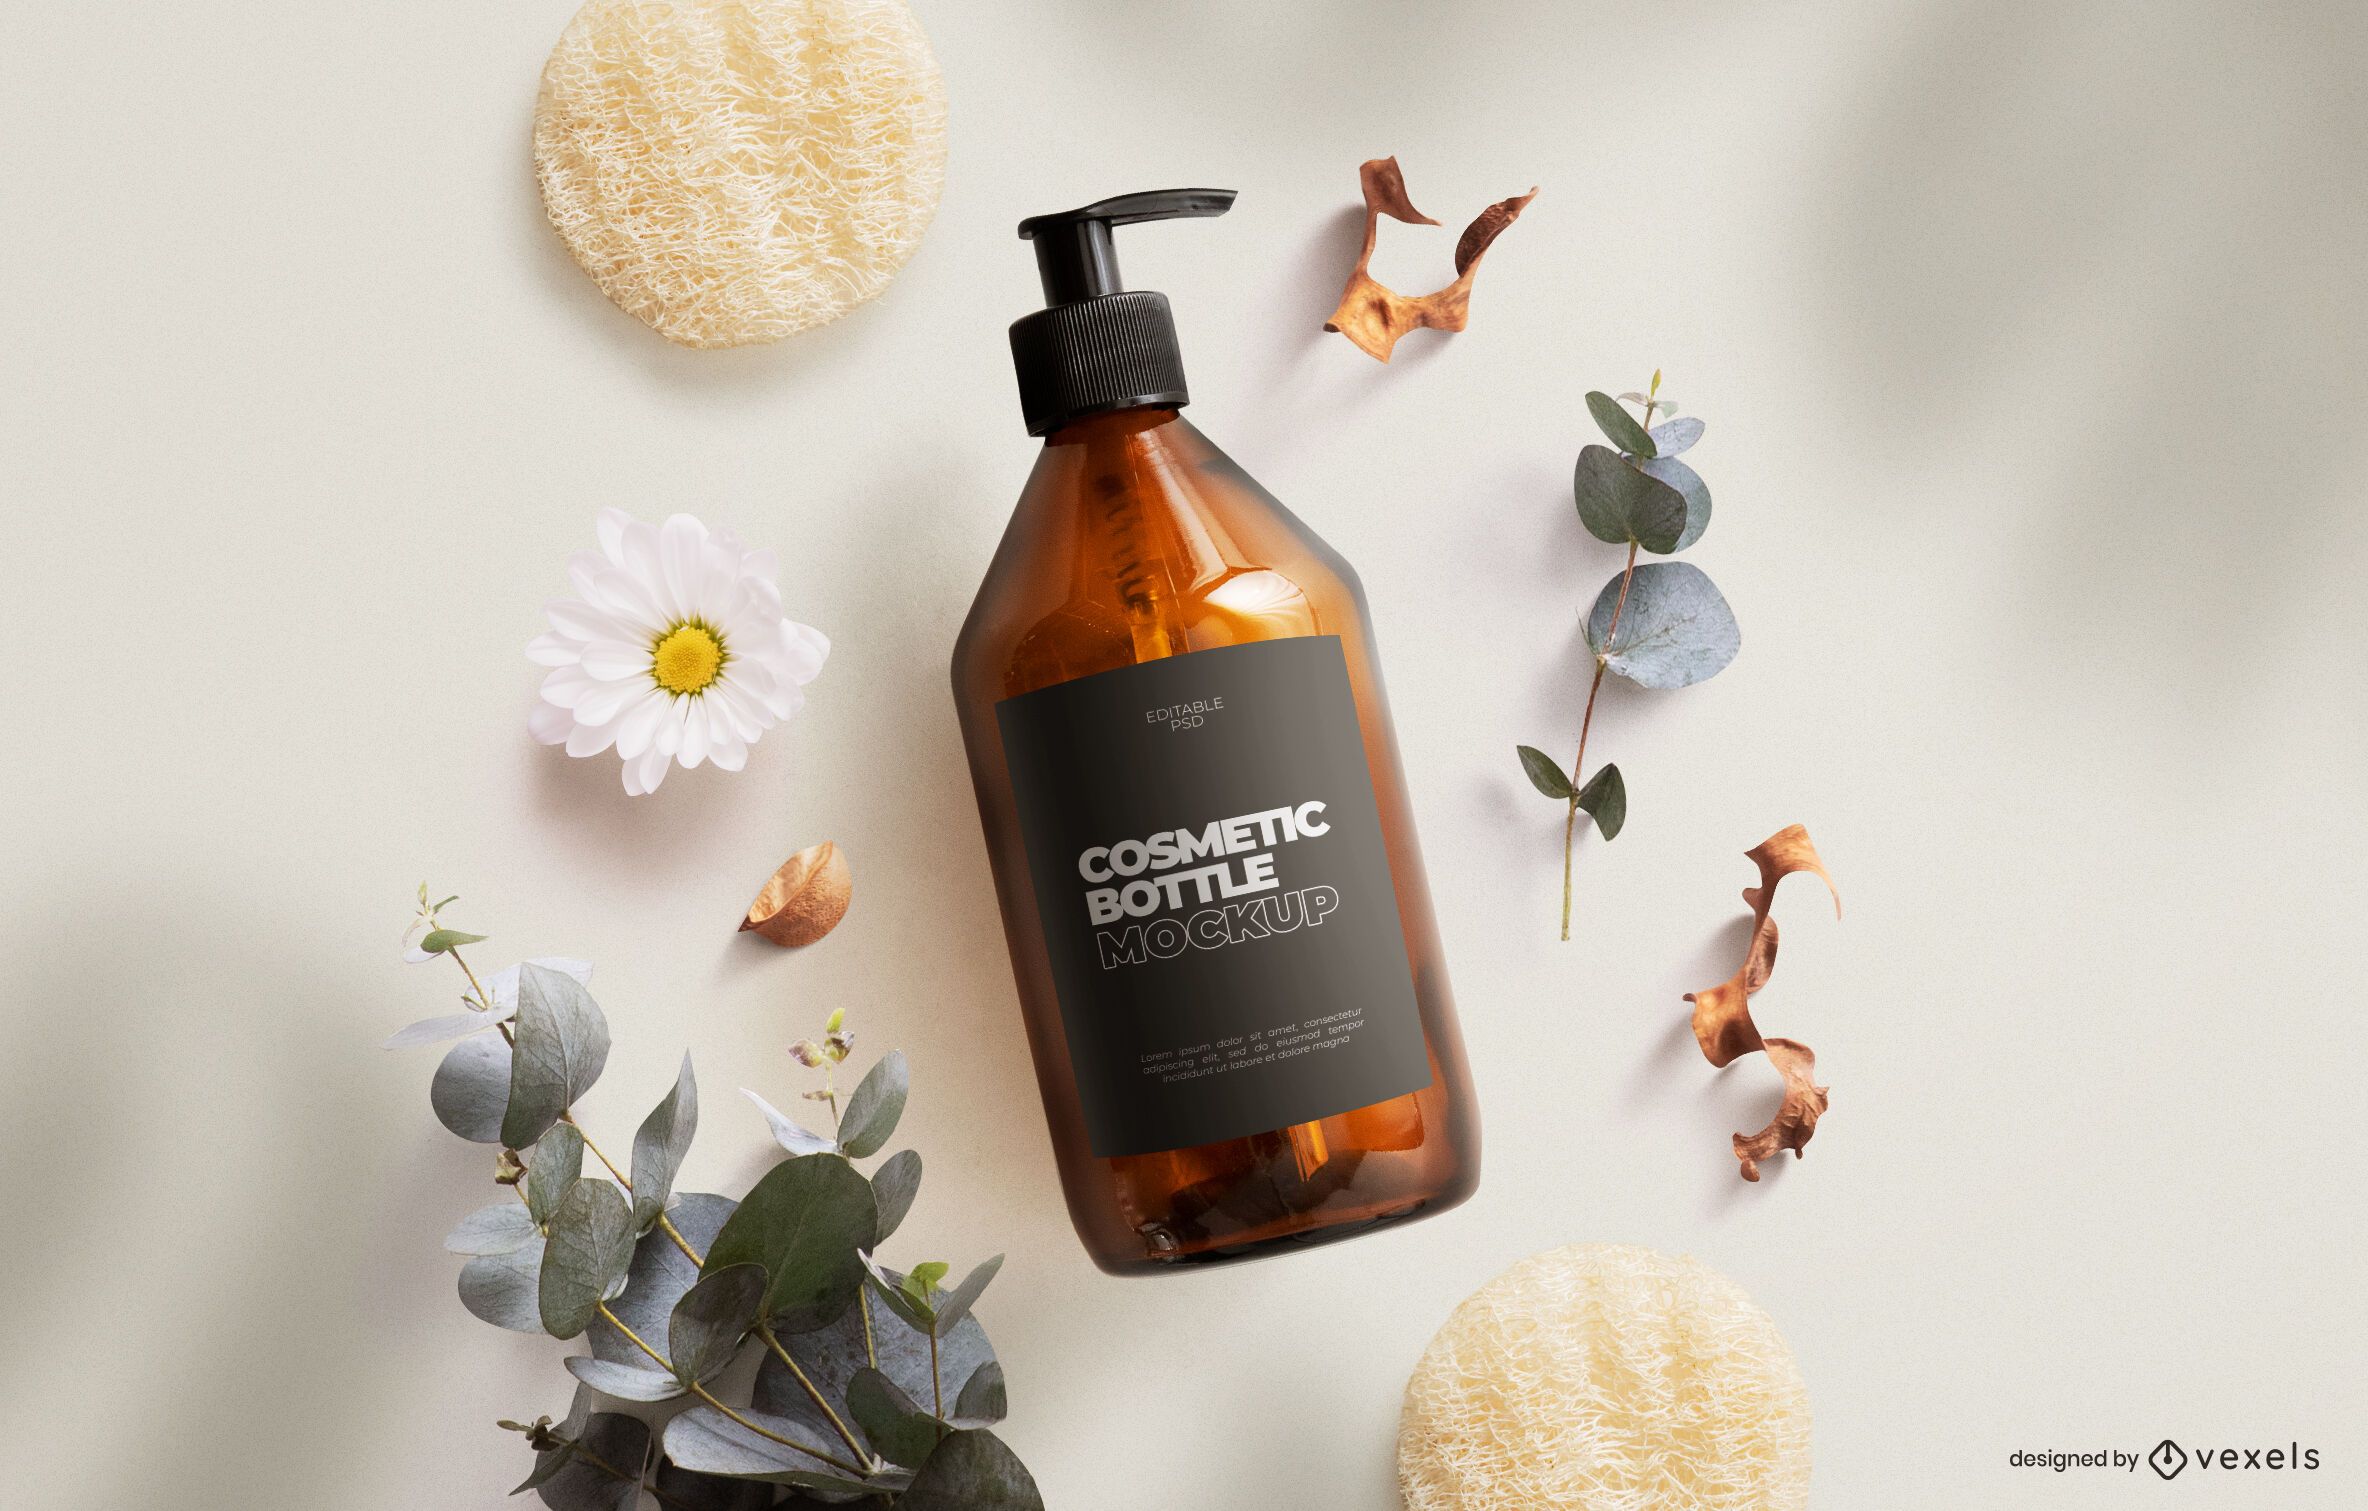 EDITABLE
PSD
COSMETIC
BOTTLE
MOCKUP
Lorem ipsum dolor sit amet, consectetur
adipiscing elit, sed do eiusmod tempor
incididunt ut labore et dolore magna
designed by vexels